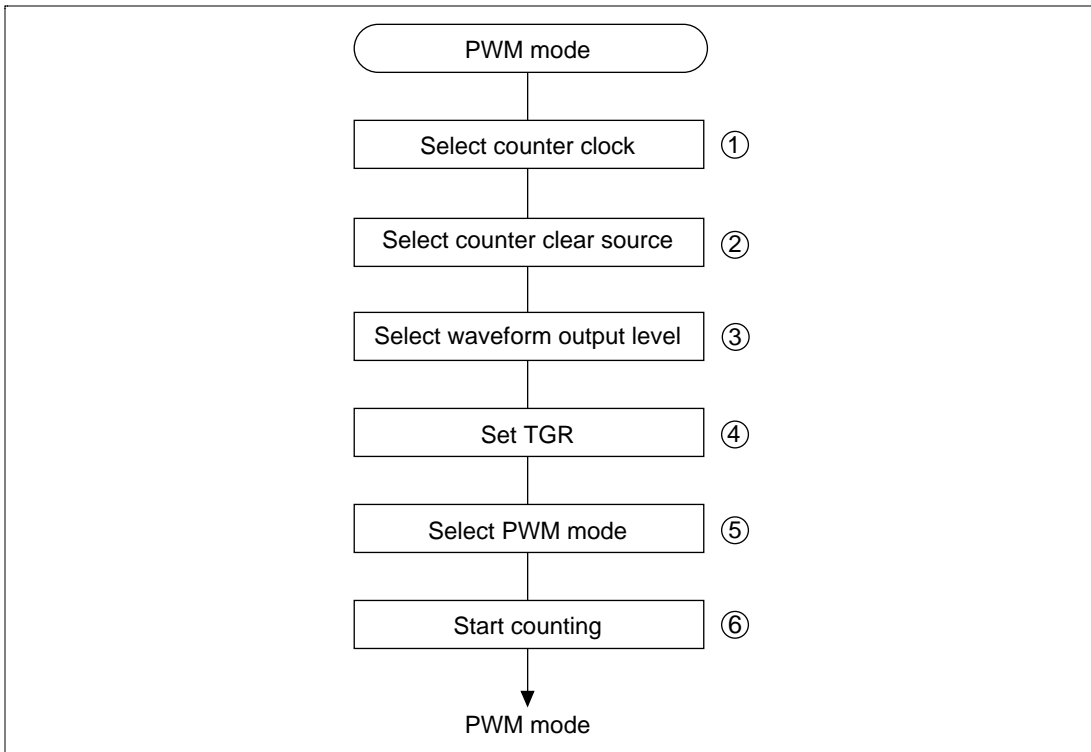 PWM mode
Select counter clock ①
Select counter clear source ②
Select waveform output level ③
Set TGR ④
Select PWM mode ⑤
Start counting ⑥
PWM mode